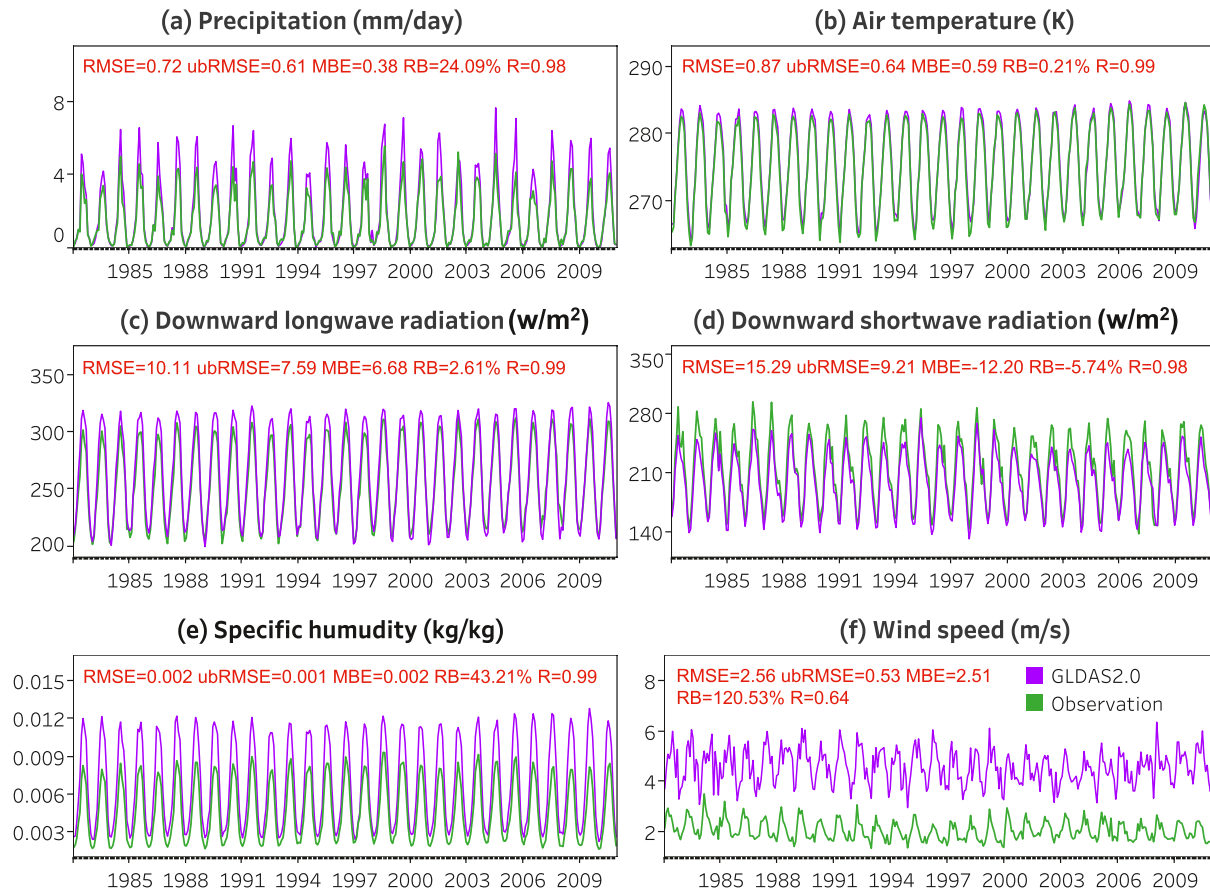 (a) Precipitation (mm/day)
RMSE=0.72 ubRMSE=0.61 MBE=0.38 RB=24.09% R=0.98
8
4
0
1985 1988 1991 1994 1997 2000 2003 2006 2009
(b) Air temperature (K)
RMSE=0.87 ubRMSE=0.64 MBE=0.59 RB=0.21% R=0.99
290
280
270
1985 1988 1991 1994 1997 2000 2003 2006 2009
(c) Downward longwave radiation (w/m²)
RMSE=10.11 ubRMSE=7.59 MBE=6.68 RB=2.61% R=0.99
350
300
250
200
1985 1988 1991 1994 1997 2000 2003 2006 2009
(d) Downward shortwave radiation (w/m²)
RMSE=15.29 ubRMSE=9.21 MBE=-12.20 RB=-5.74% R=0.98
350
280
210
140
1985 1988 1991 1994 1997 2000 2003 2006 2009
(e) Specific humudity (kg/kg)
RMSE=0.002 ubRMSE=0.001 MBE=0.002 RB=43.21% R=0.99
0.015
0.012
0.009
0.006
0.003
1985 1988 1991 1994 1997 2000 2003 2006 2009
(f) Wind speed (m/s)
RMSE=2.56 ubRMSE=0.53 MBE=2.51
RB=120.53% R=0.64
GLDAS2.0
Observation
8
6
4
2
1985 1988 1991 1994 1997 2000 2003 2006 2009